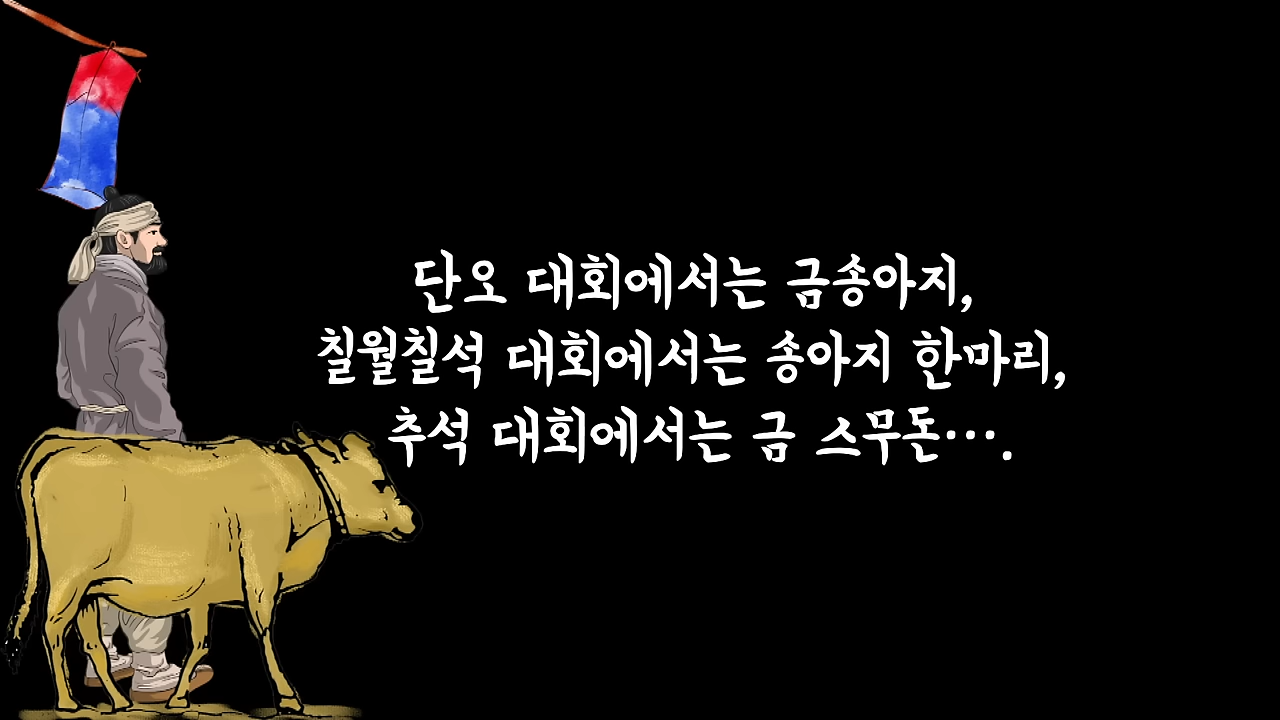 단오 대회에서는 금송아지,
칠월칠석 대회에서는 송아지 한마리,
추석 대회에서는 금 스무돈….